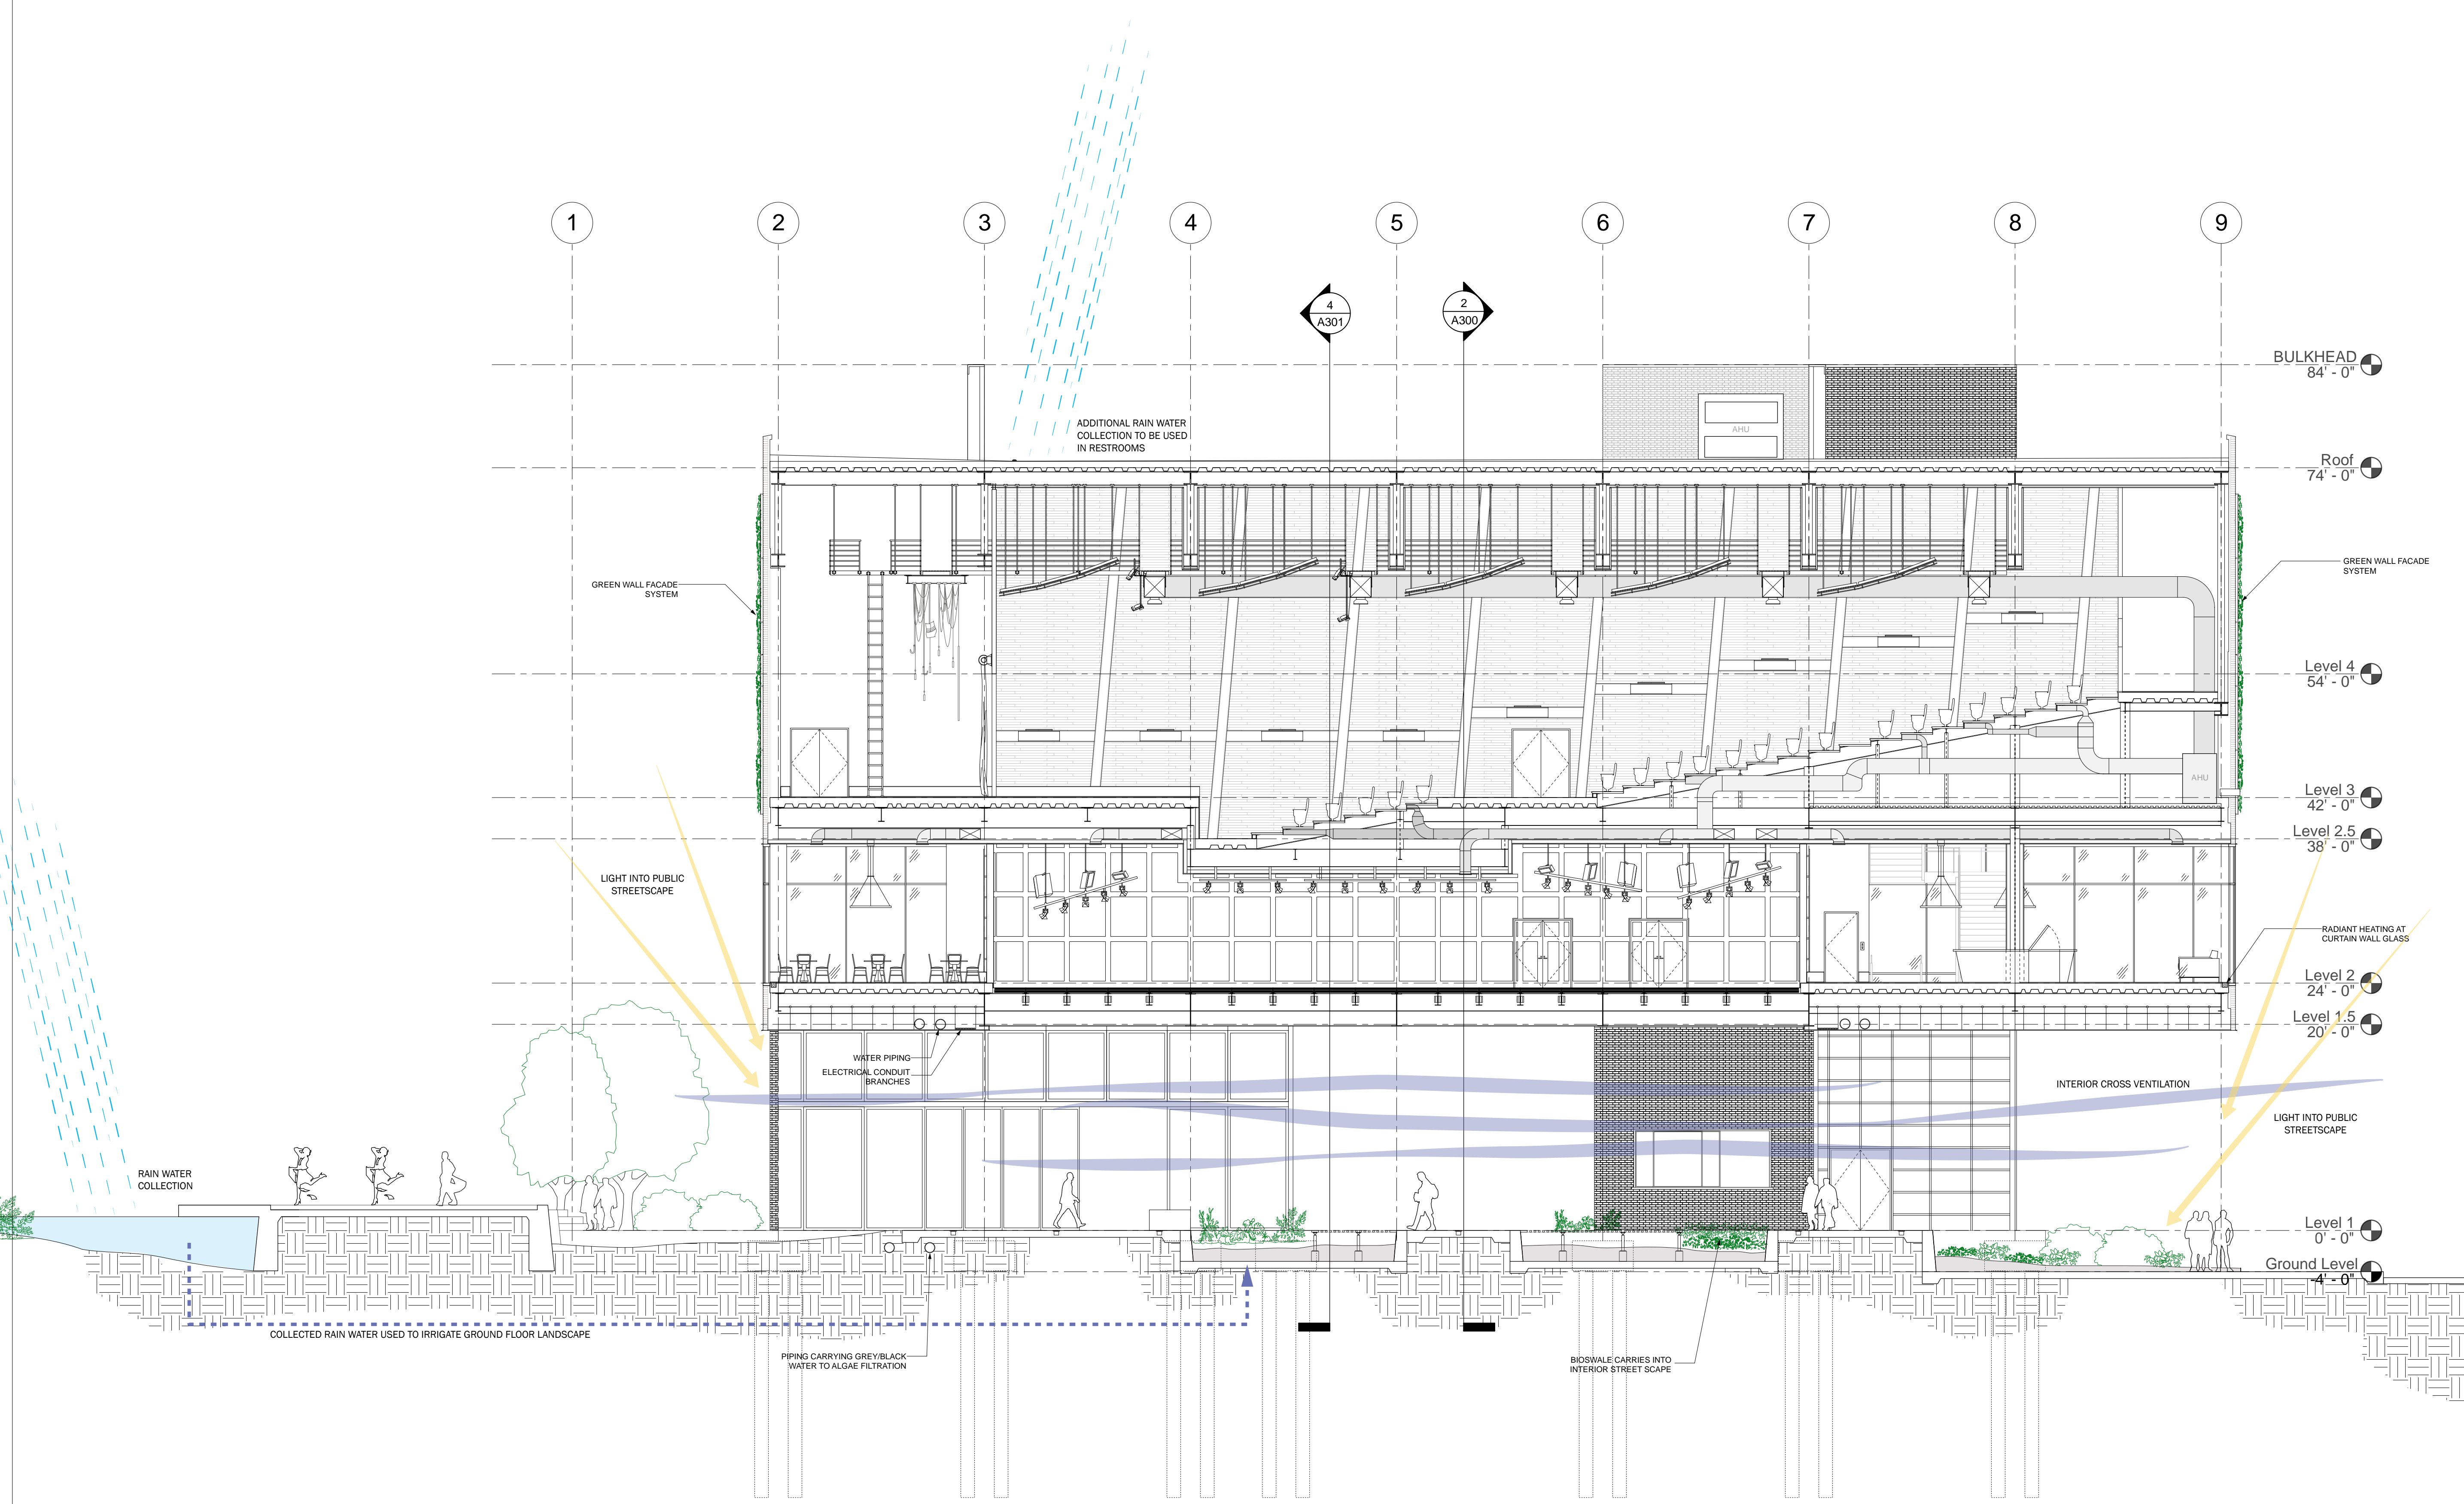 1
2
3
4
5
6
7
8
9
4
A301
2
A300
BULKHEAD
84' - 0"
ADDITIONAL RAIN WATER
COLLECTION TO BE USED
IN RESTROOMS
AHU
Roof
74' - 0"
GREEN WALL FACADE
SYSTEM
GREEN WALL FACADE
SYSTEM
Level 4
54' - 0"
AHU
Level 3
42' - 0"
Level 2.5
38' - 0"
LIGHT INTO PUBLIC
STREETSCAPE
RADIANT HEATING AT
CURTAIN WALL GLASS
Level 2
24' - 0"
Level 1.5
20' - 0"
WATER PIPING
ELECTRICAL CONDUIT
BRANCHES
INTERIOR CROSS VENTILATION
LIGHT INTO PUBLIC
STREETSCAPE
RAIN WATER
COLLECTION
Level 1
0' - 0"
Ground Level
-4' - 0"
COLLECTED RAIN WATER USED TO IRRIGATE GROUND FLOOR LANDSCAPE
PIPING CARRYING GREY/BLACK
WATER TO ALGAE FILTRATION
BIOSWALE CARRIES INTO
INTERIOR STREET SCAPE